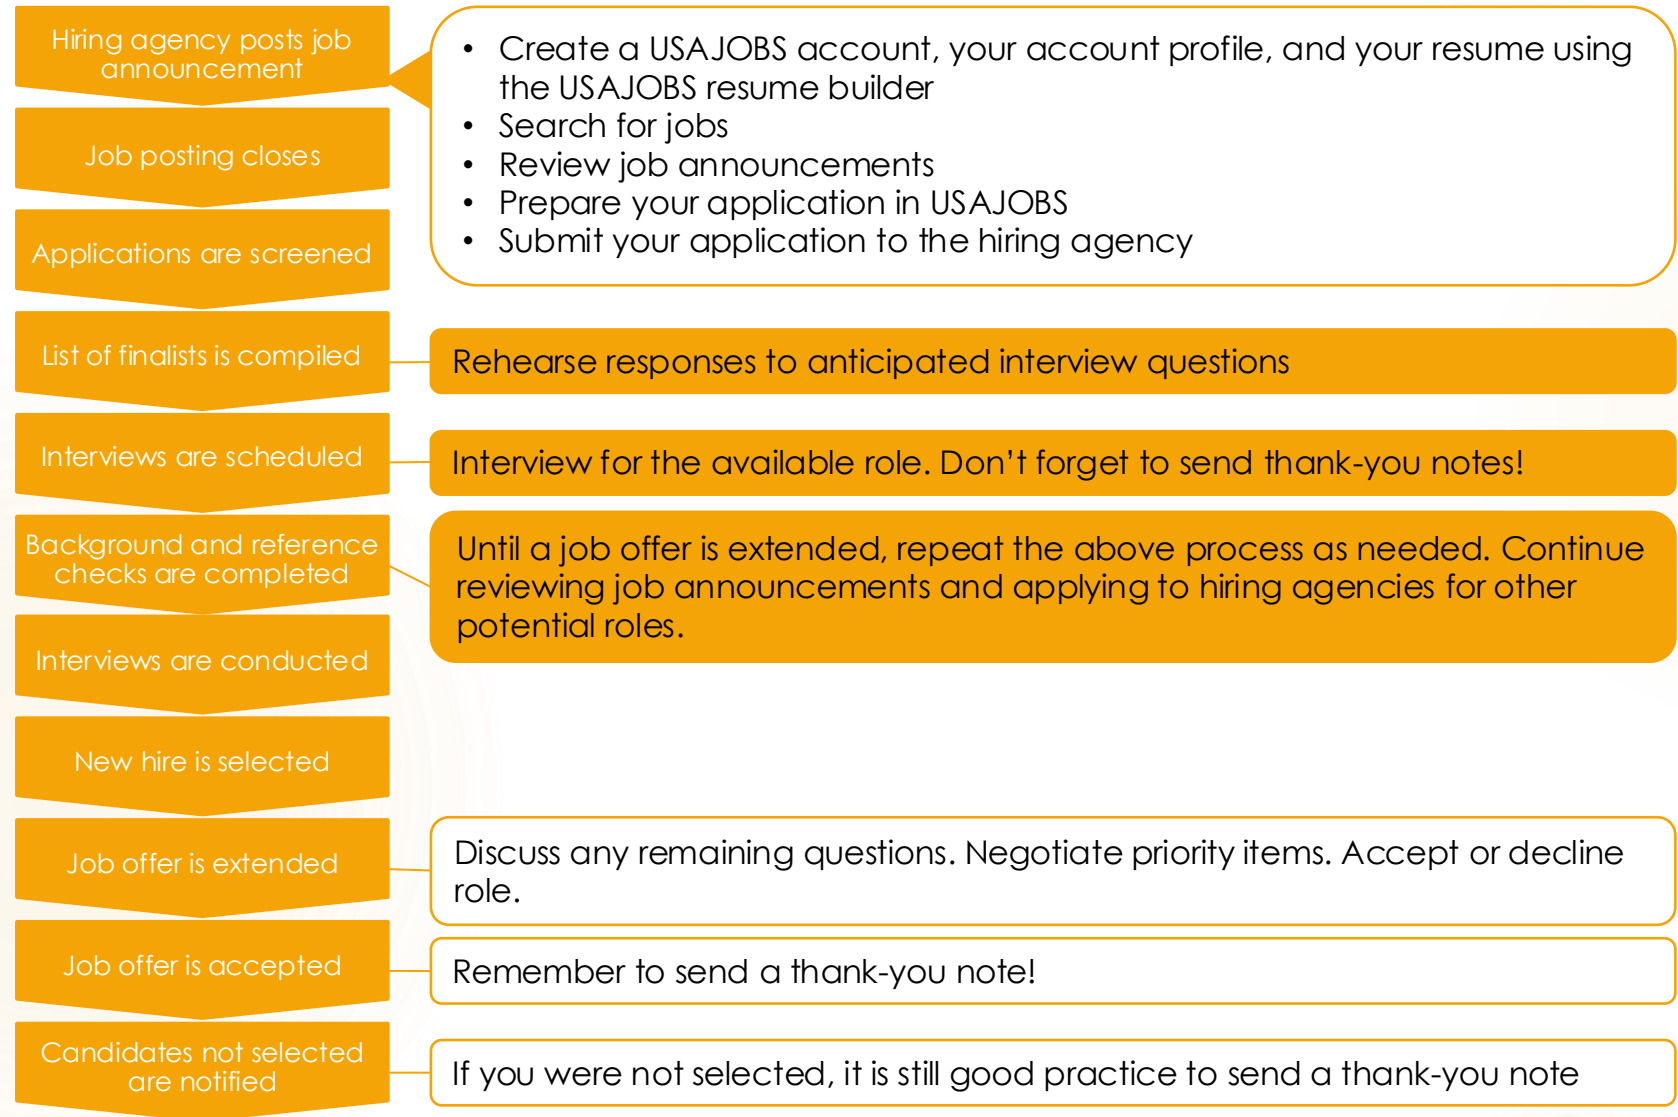 Hiring agency posts job
announcement
• Create a USAJOBS account, your account profile, and your resume using
the USAJOBS resume builder
• Search for jobs
• Review job announcements
• Prepare your application in USAJOBS
• Submit your application to the hiring agency
Job posting closes
Applications are screened
List of finalists is compiled
Rehearse responses to anticipated interview questions
Interviews are scheduled
Interview for the available role. Don’t forget to send thank-you notes!
Background and reference
checks are completed
Until a job offer is extended, repeat the above process as needed. Continue
reviewing job announcements and applying to hiring agencies for other
potential roles.
Interviews are conducted
New hire is selected
Job offer is extended
Discuss any remaining questions. Negotiate priority items. Accept or decline
role.
Job offer is accepted
Remember to send a thank-you note!
Candidates not selected
are notified
If you were not selected, it is still good practice to send a thank-you note